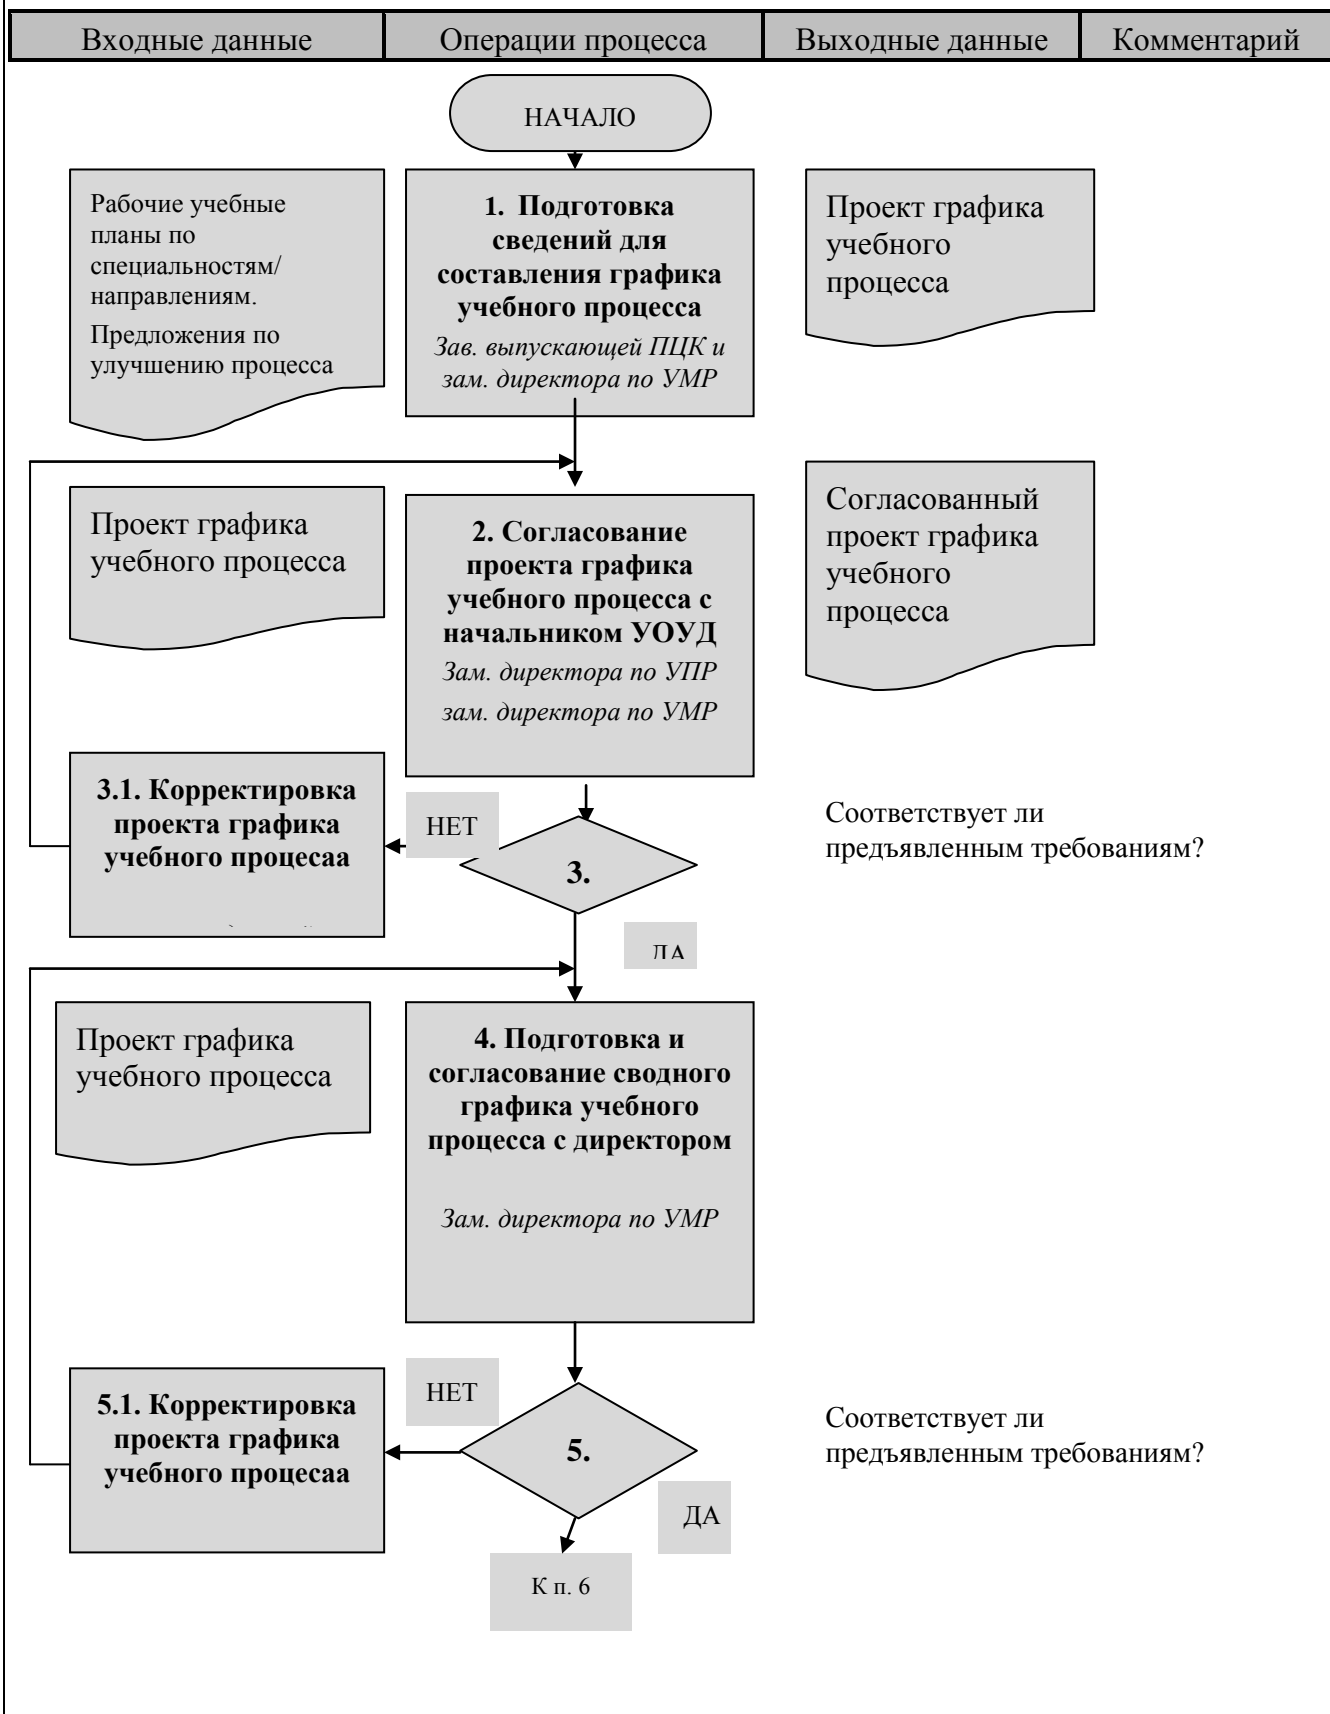 Входные данные
Операции процесса
Выходные данные
Комментарий
НАЧАЛО
Рабочие учебные
планы по
специальностям/
направлениям.
Предложения по
улучшению процесса
1. Подготовка
сведений для
составления графика
учебного процесса
Зав. выпускающей ПЦК и
зам. директора по УМР
Проект графика
учебного
процесса
Проект графика
учебного процесса
2. Согласование
проекта графика
учебного процесса с
начальником УОУД
Зам. директора по УПР
зам. директора по УМР
Согласованный
проект графика
учебного
процесса
3.1. Корректировка
проекта графика
учебного процесаа
НЕТ
3.
Соответствует ли
предъявленным требованиям?
ДА
Проект графика
учебного процесса
4. Подготовка и
согласование сводного
графика учебного
процесса с директором
Зам. директора по УМР
5.1. Корректировка
проекта графика
учебного процесаа
НЕТ
5.
Соответствует ли
предъявленным требованиям?
ДА
К п. 6